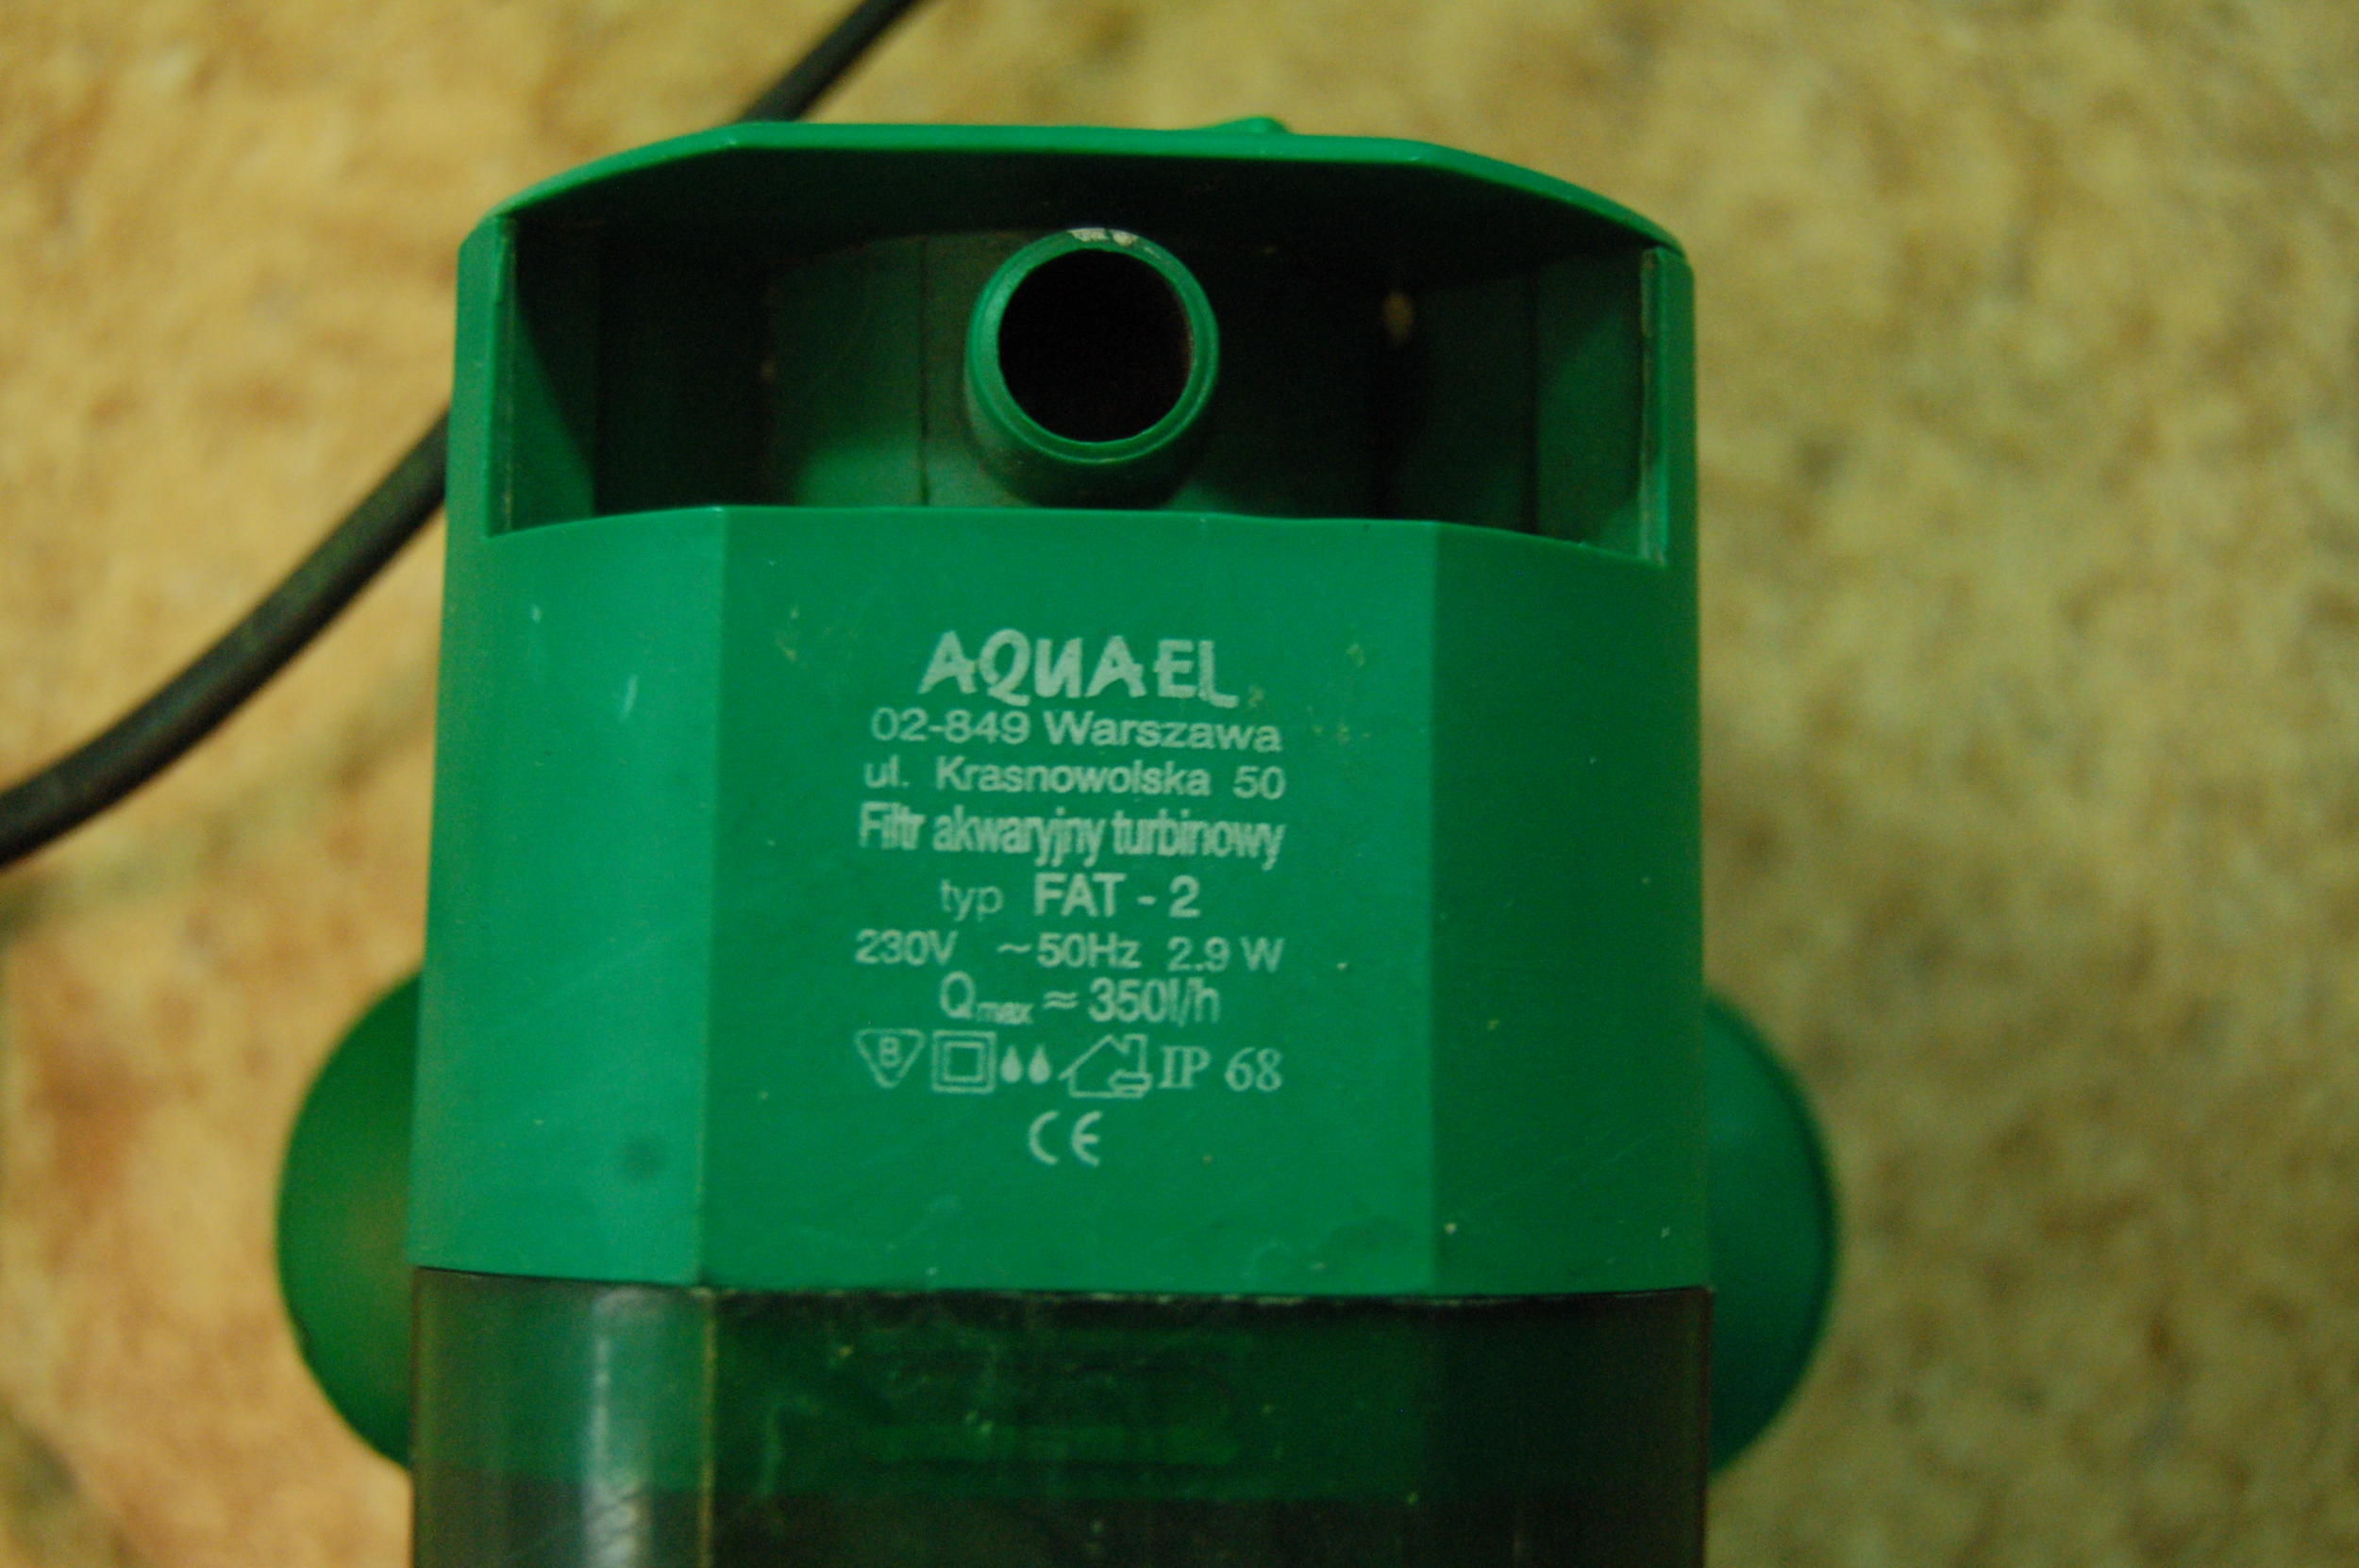 AQUAEL
02-849 Warszawa
ul. Krasnowolska 50
Filtr akwaryjny turbinowy
typ FAT - 2
230V ~50Hz 2.9 W
Qmax ≈ 350l/h
B IP 68
CE